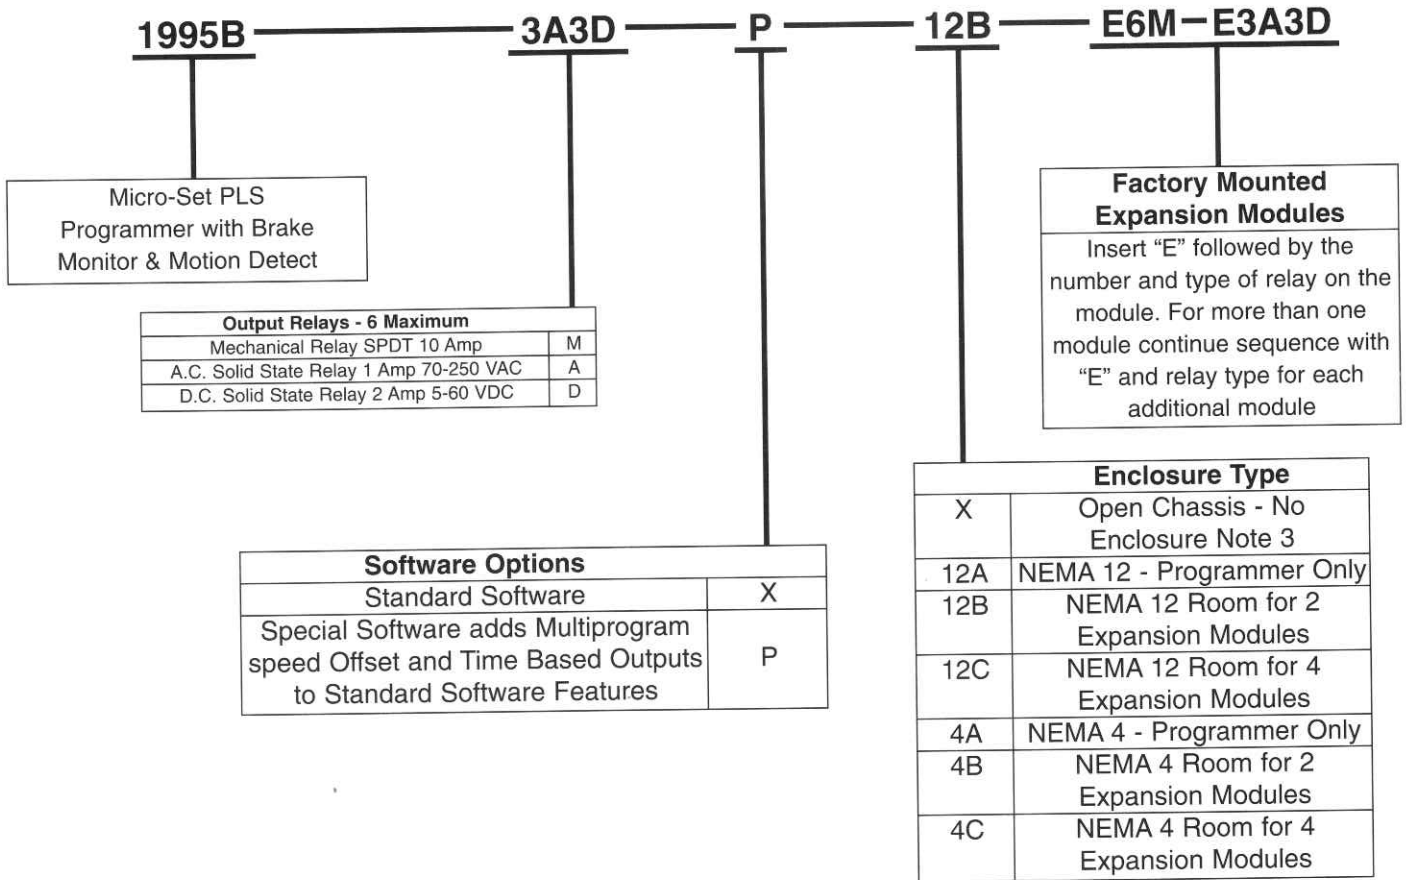 1995B 3A3D P 12B E6M-E3A3D
Micro-Set PLS
Programmer with Brake
Monitor & Motion Detect
Output Relays - 6 Maximum
Mechanical Relay SPDT 10 Amp M
A.C. Solid State Relay 1 Amp 70-250 VAC A
D.C. Solid State Relay 2 Amp 5-60 VDC D
Software Options
Standard Software X
Special Software adds Multiprogram
speed Offset and Time Based Outputs P
to Standard Software Features
Factory Mounted
Expansion Modules
Insert “E” followed by the
number and type of relay on the
module. For more than one
module continue sequence with
“E” and relay type for each
additional module
Enclosure Type
X Open Chassis - No
Enclosure Note 3
12A NEMA 12 - Programmer Only
12B NEMA 12 Room for 2
Expansion Modules
12C NEMA 12 Room for 4
Expansion Modules
4A NEMA 4 - Programmer Only
4B NEMA 4 Room for 2
Expansion Modules
4C NEMA 4 Room for 4
Expansion Modules